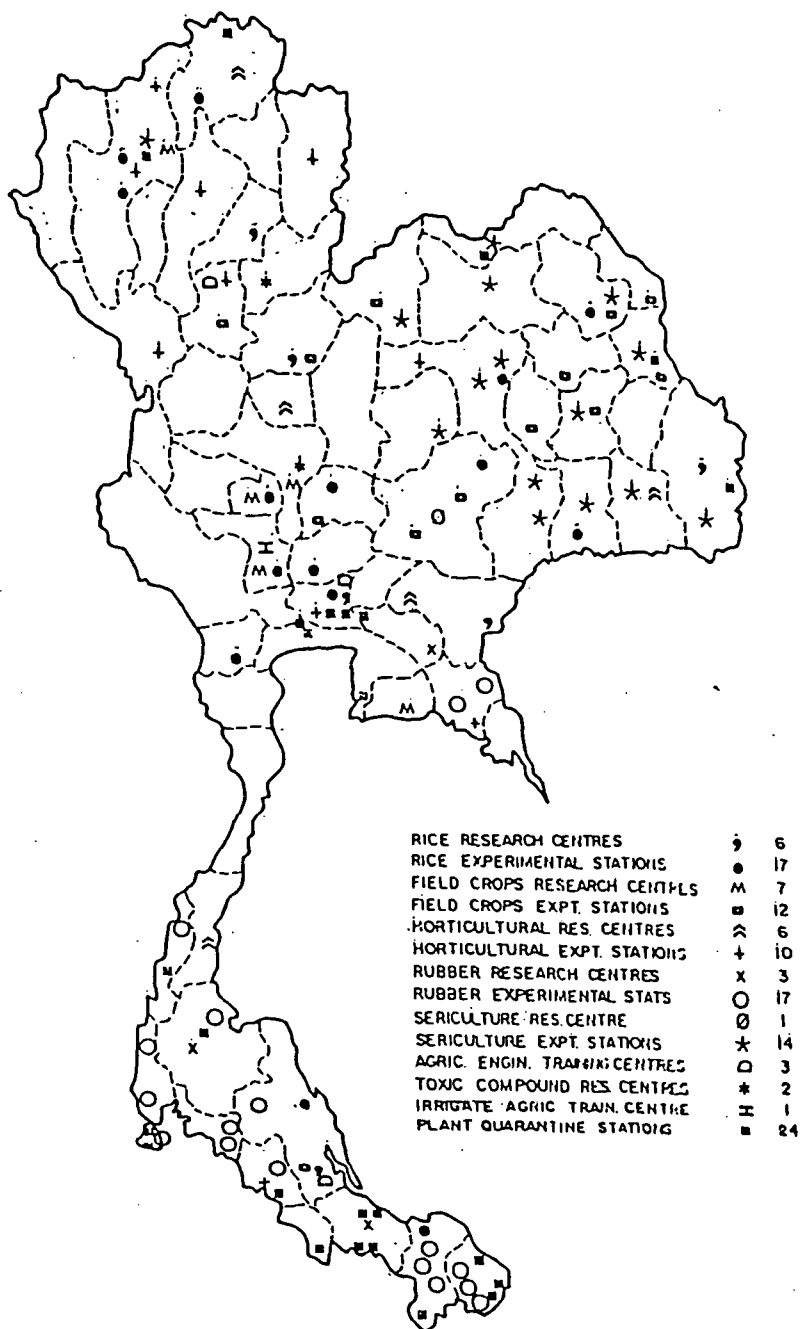 RICE RESEARCH CENTRES 6
RICE EXPERIMENTAL STATIONS 17
FIELD CROPS RESEARCH CENTRES M 7
FIELD CROPS EXPT. STATIONS 12
HORTICULTURAL RES. CENTRES 6
HORTICULTURAL EXPT. STATIONS 10
RUBBER RESEARCH CENTRES X 3
RUBBER EXPERIMENTAL STATS O 17
SERICULTURE RES. CENTRE Ø 1
SERICULTURE EXPT. STATIONS 14
AGRIC. ENGIN. TRAINING CENTRES D 3
TOXIC COMPOUND RES. CENTRES * 2
IRRIGATE AGRIC TRAIN. CENTRE 1
PLANT QUARANTINE STATIONG 24